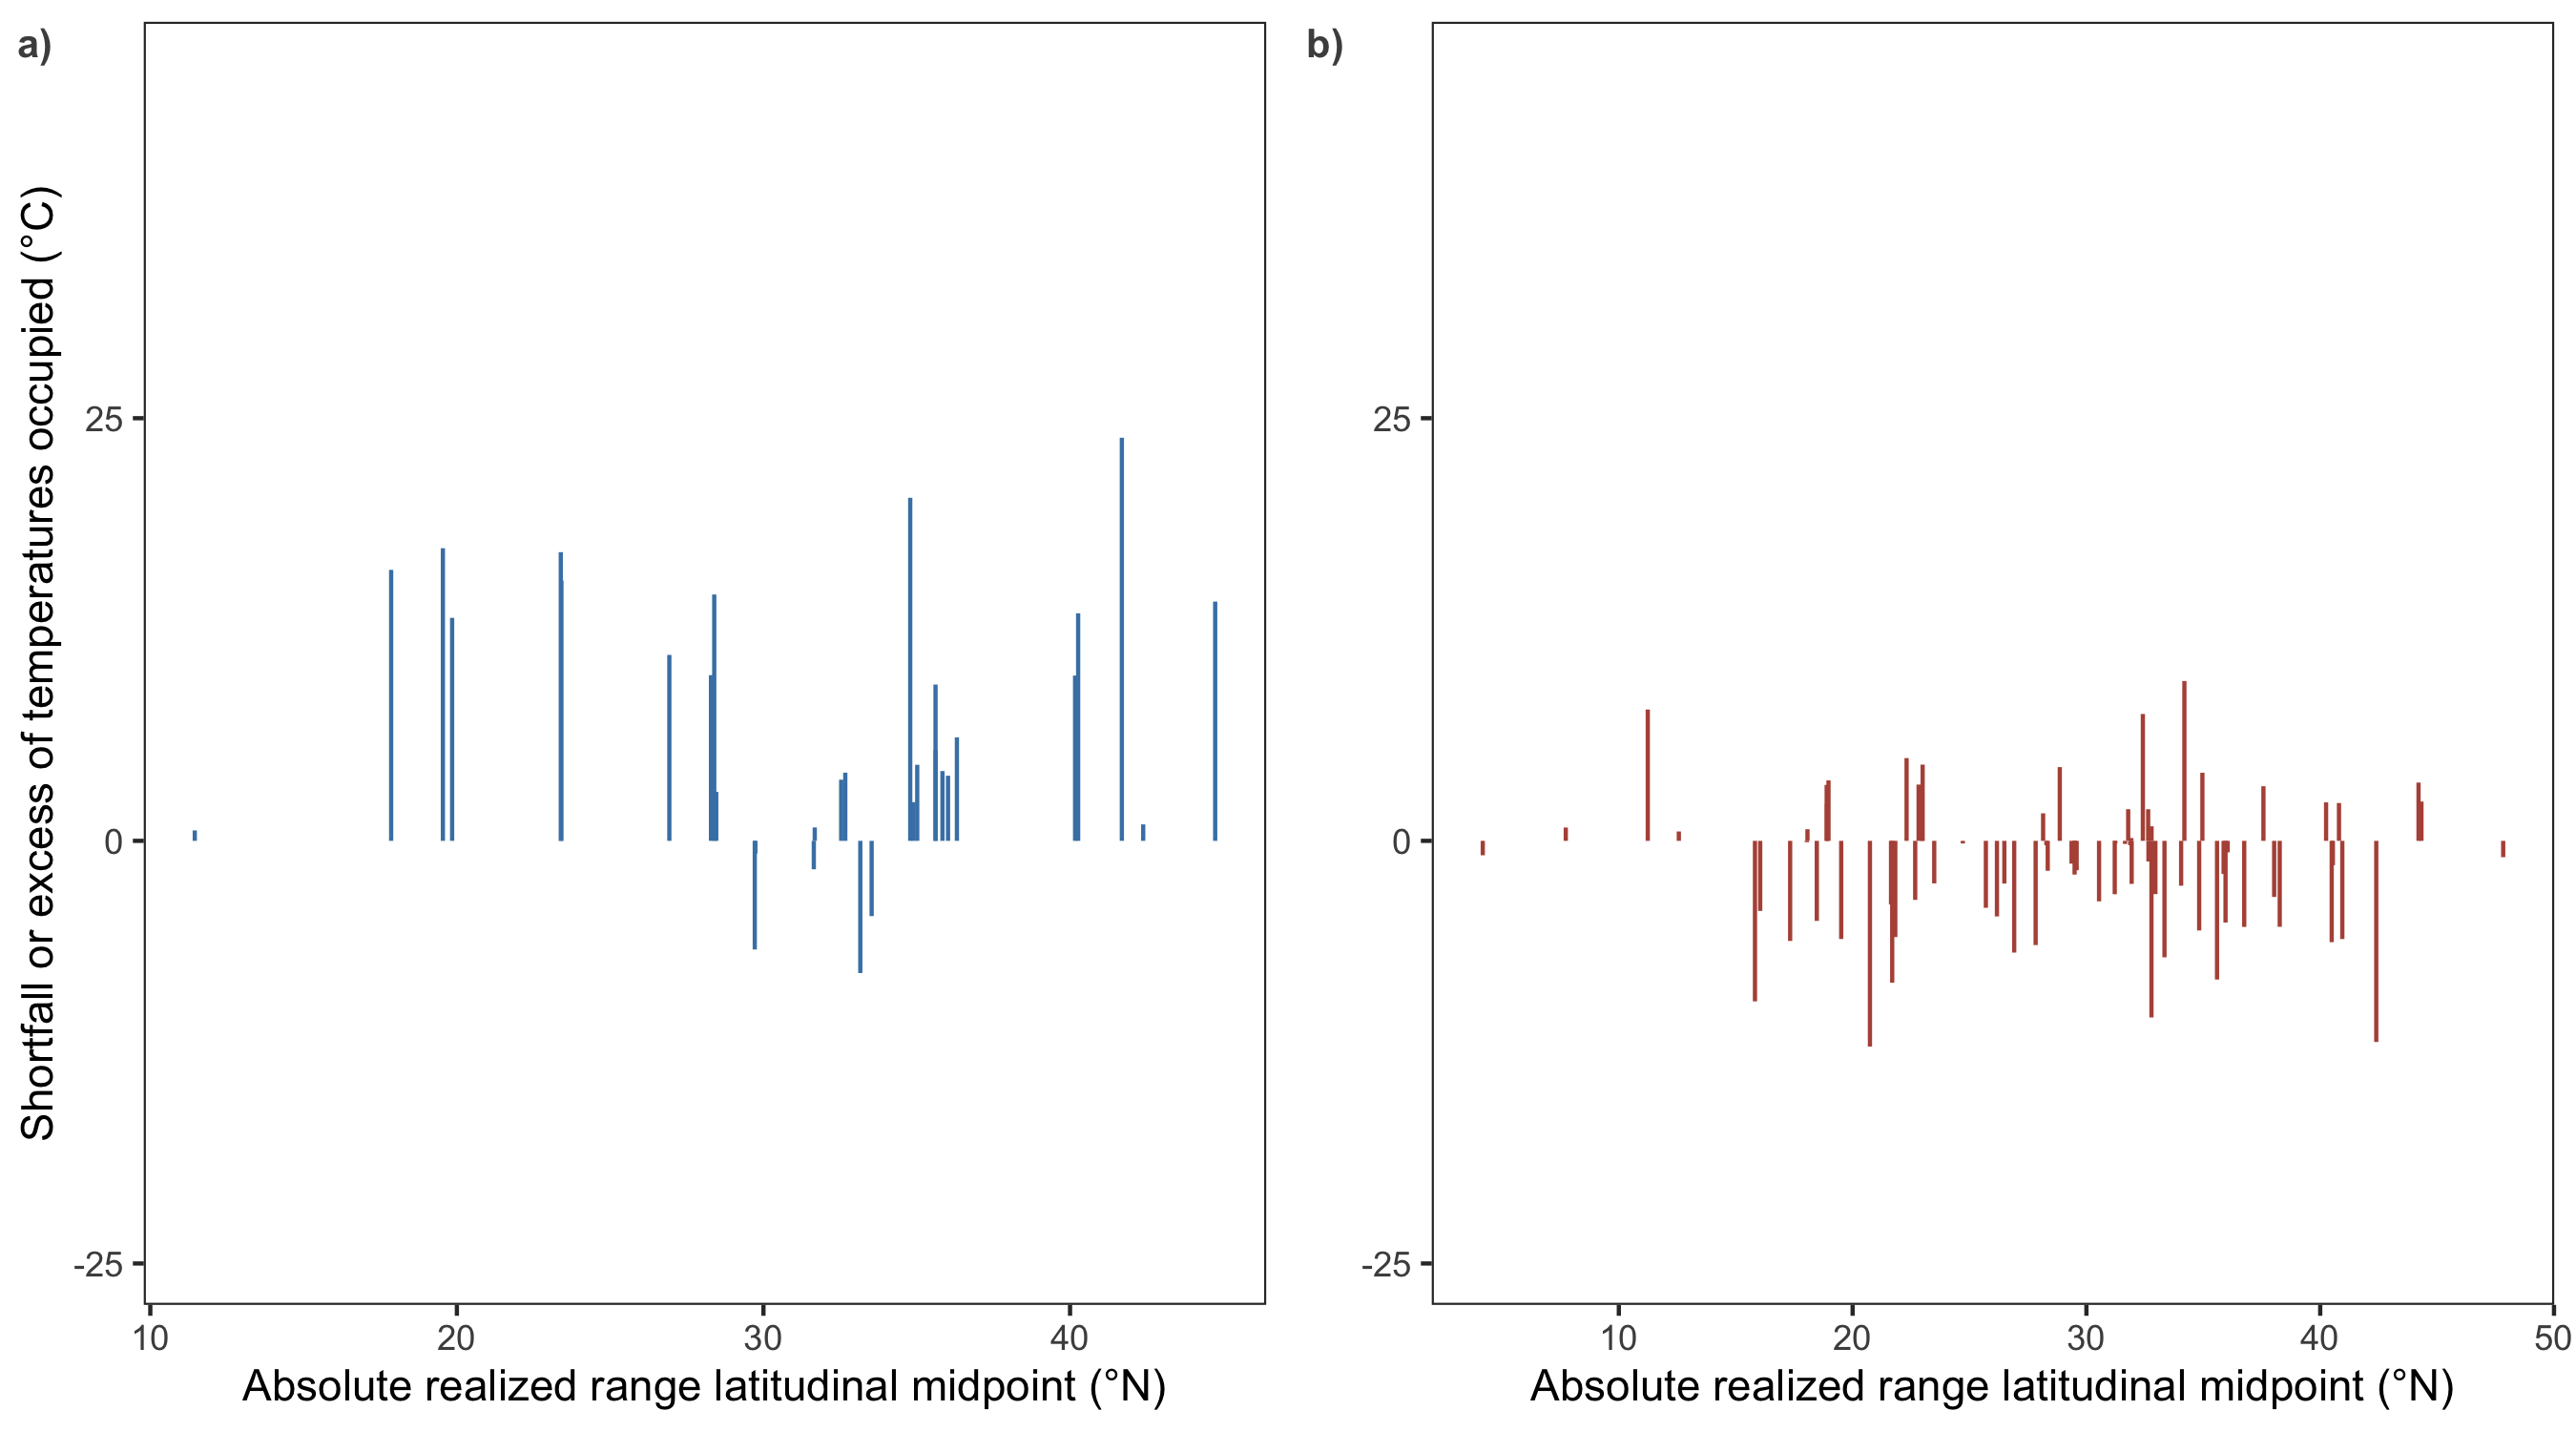 a)
Shortfall or excess of temperatures occupied (°C)
25
0
-25
10 20 30 40
Absolute realized range latitudinal midpoint (°N)
b)
25
0
-25
10 20 30 40 50
Absolute realized range latitudinal midpoint (°N)